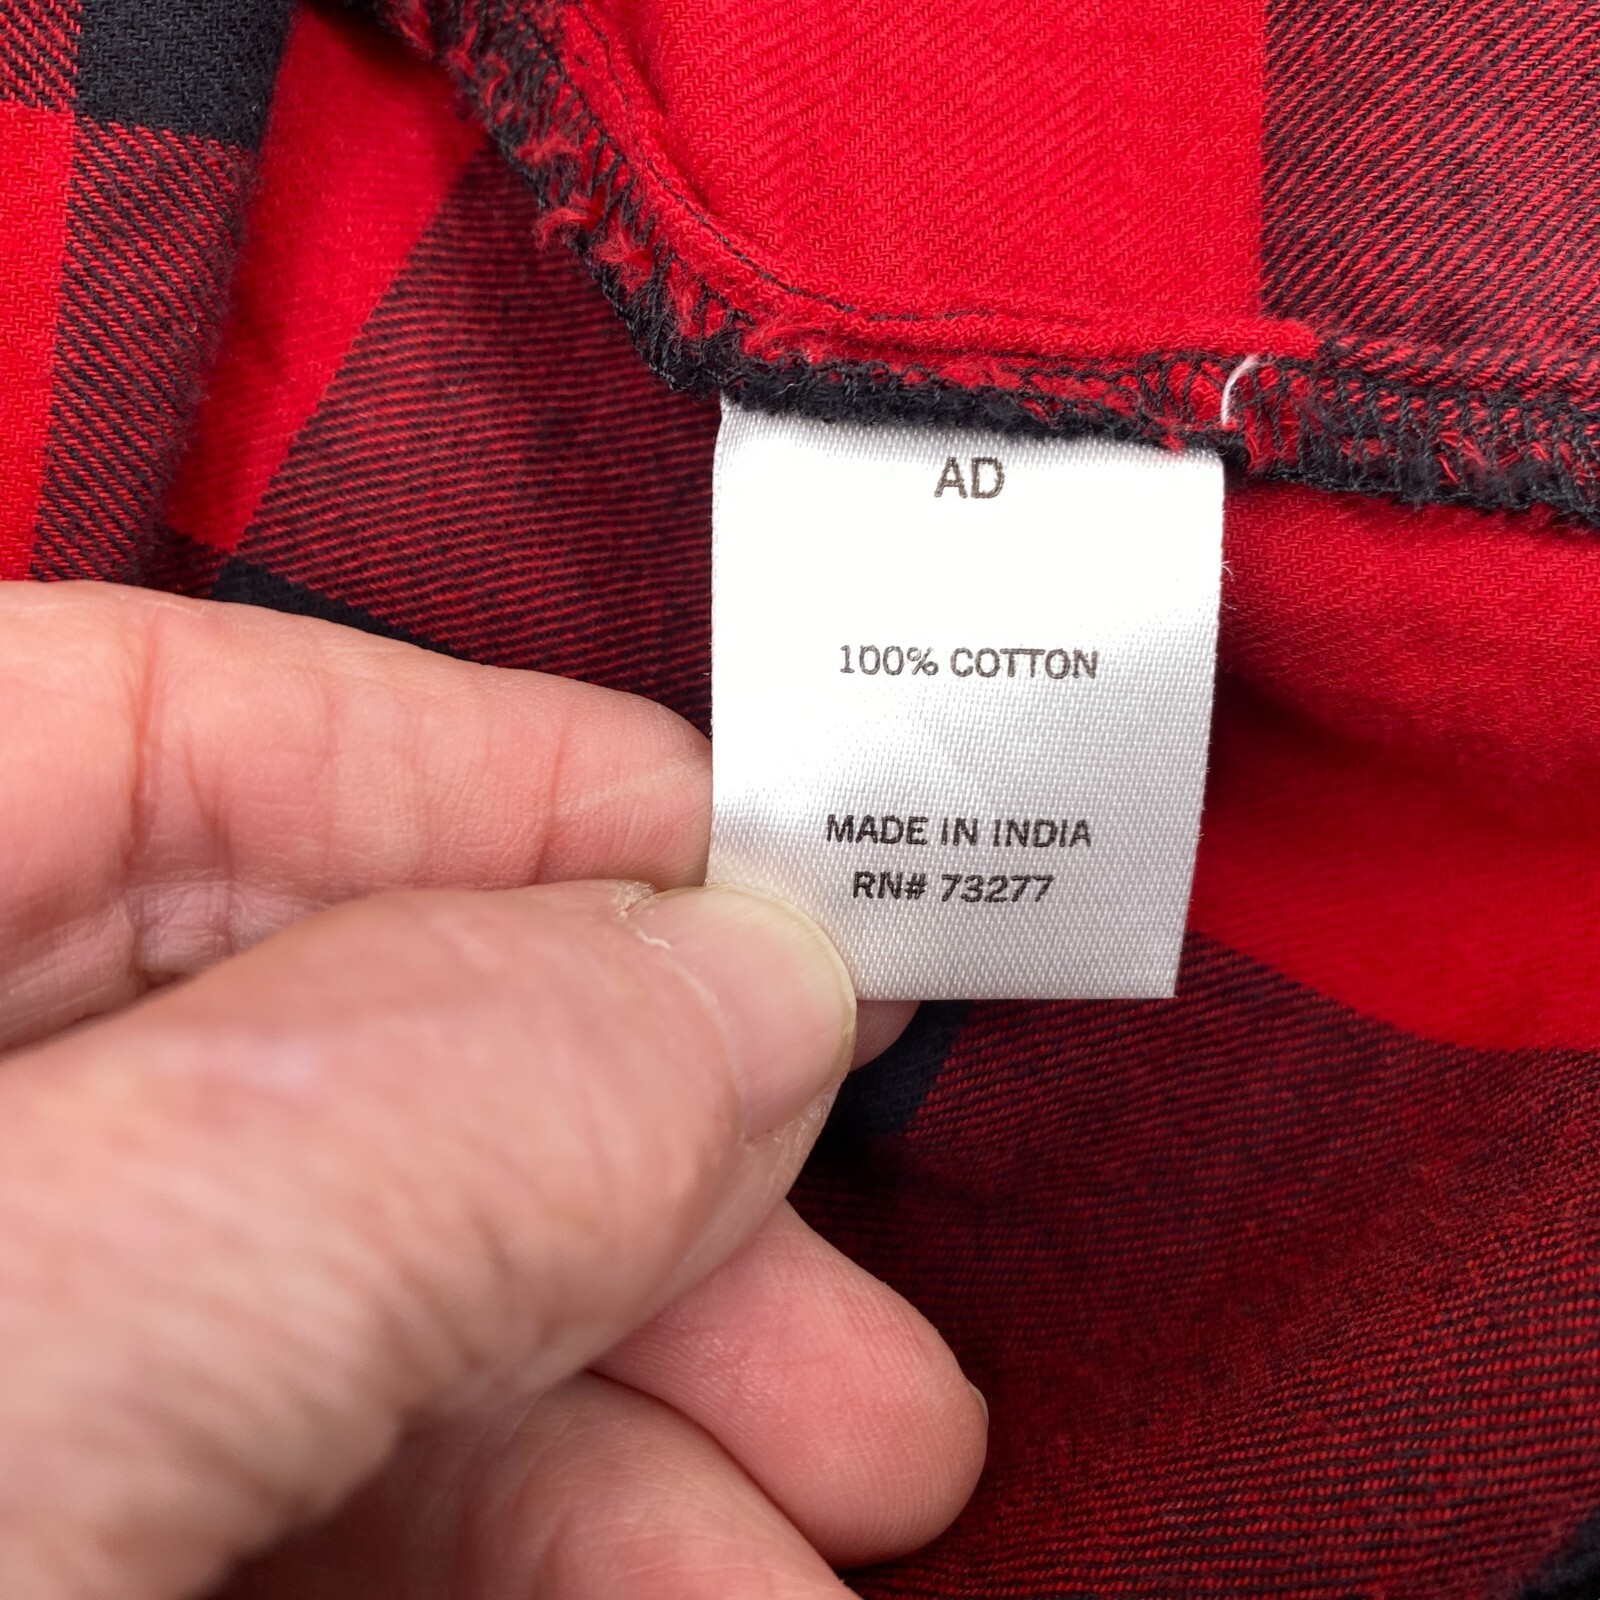 AD
100% COTTON
MADE IN INDIA
RN# 73277